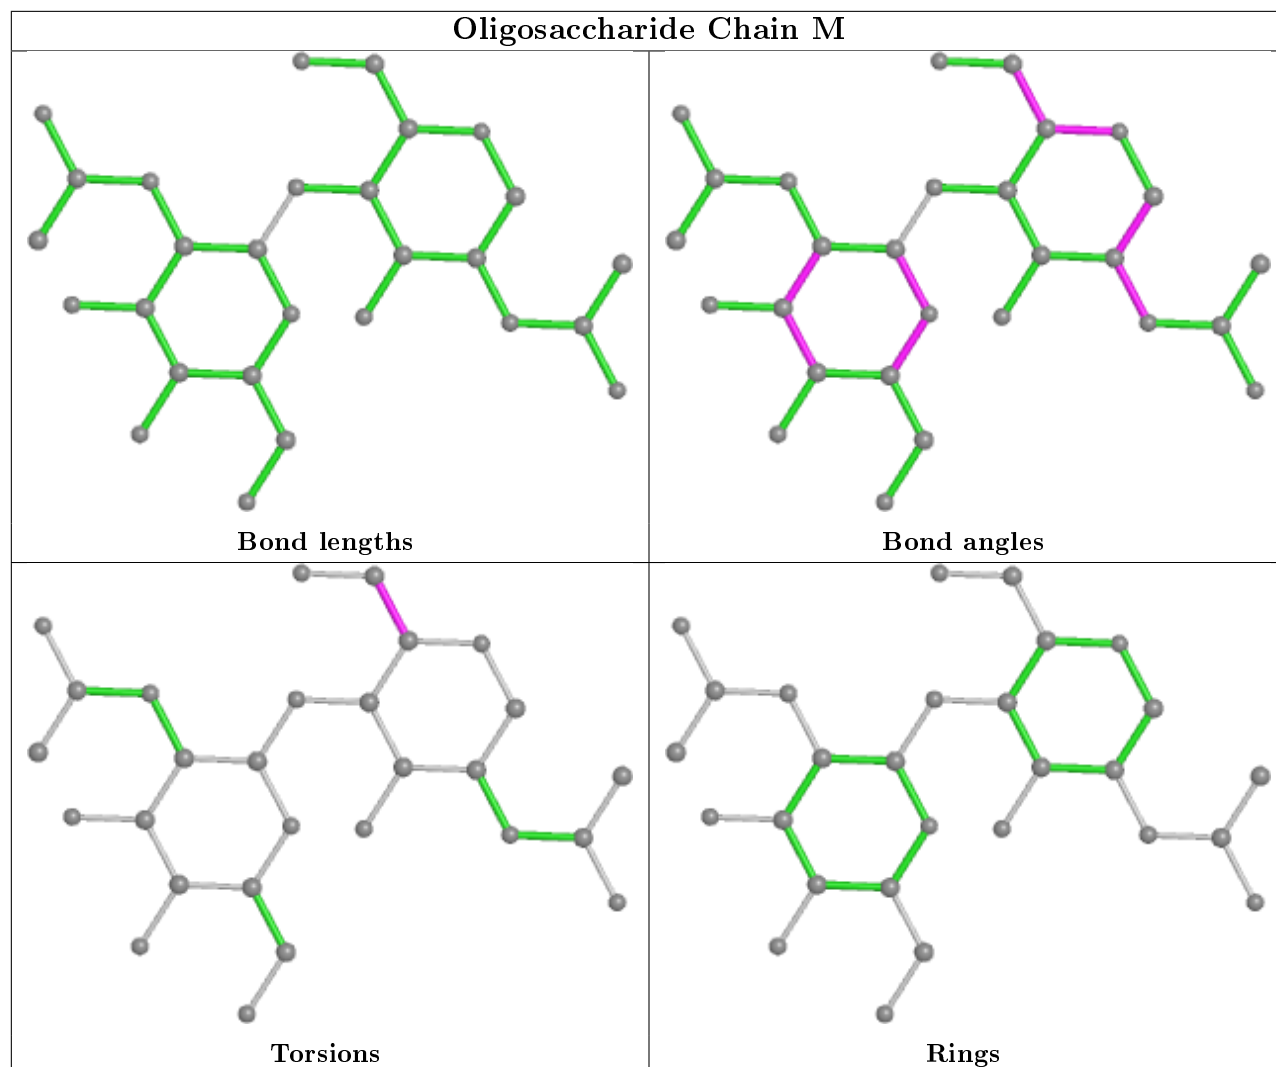 Oligosaccharide Chain M
Bond lengths
Bond angles
Torsions
Rings